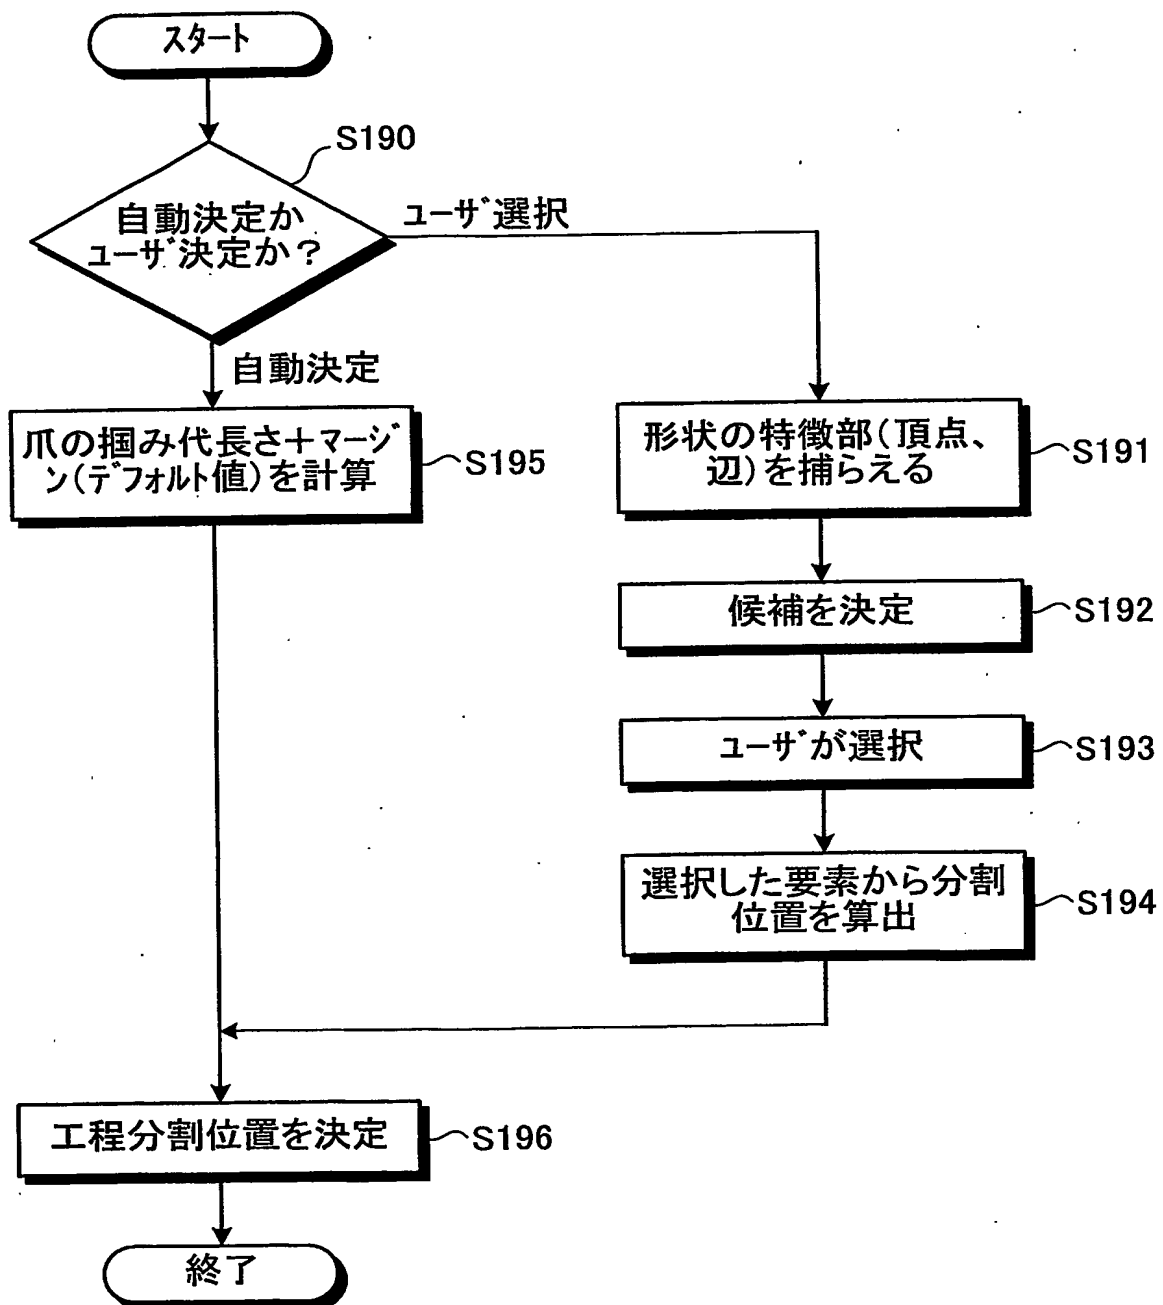 スタート
S190
自動決定か
ユーザ決定か？
ユーザ選択
自動決定
爪の掴み代長さ＋マージ
ン(デフォルト値)を計算
S195
形状の特徴部(頂点、
辺)を捕らえる
S191
候補を決定
S192
ユーザが選択
S193
選択した要素から分割
位置を算出
S194
工程分割位置を決定
S196
終了